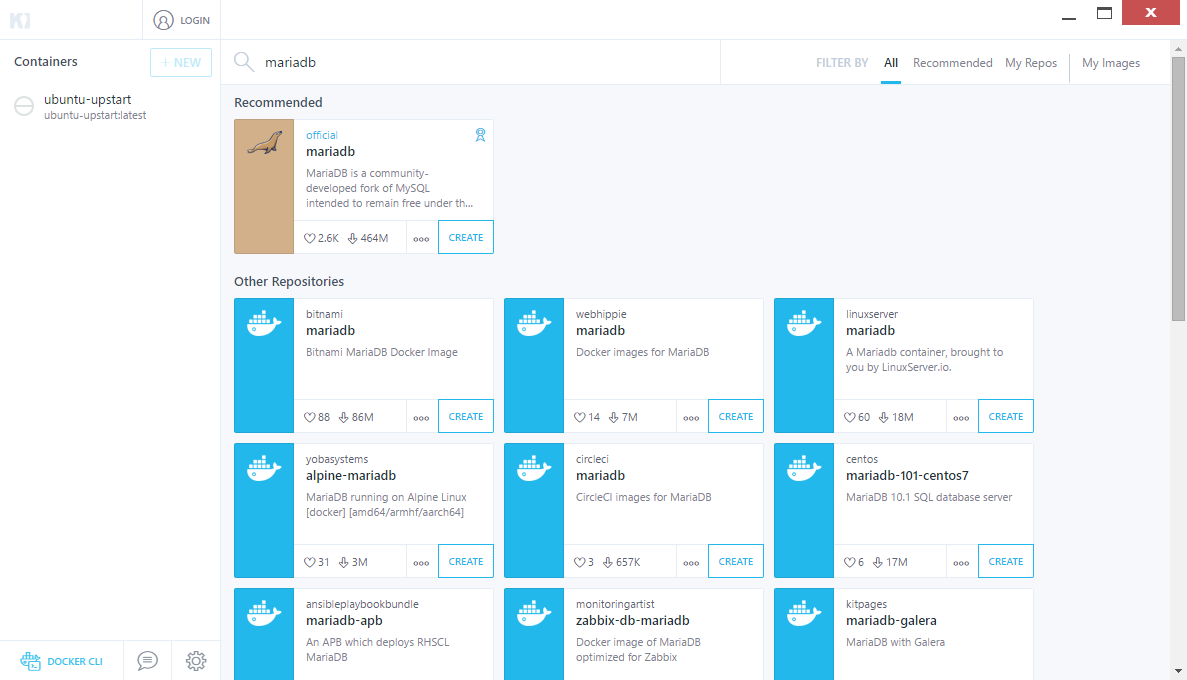 LOGIN
Containers
+ NEW
ubuntu-upstart
ubuntu-upstart:latest
mariadb
FILTER BY All Recommended My Repos My Images
Recommended
official
mariadb
MariaDB is a community-
developed fork of MySQL
intended to remain free under th...
2.6K 464M CREATE
Other Repositories
bitnami
mariadb
Bitnami MariaDB Docker Image
88 86M CREATE
webhippie
mariadb
Docker images for MariaDB
14 7M CREATE
linuxserver
mariadb
A Mariadb container, brought to
you by LinuxServer.io.
60 18M CREATE
yobasystems
alpine-mariadb
MariaDB running on Alpine Linux
[docker] [amd64/armhf/aarch64]
31 3M CREATE
circleci
mariadb
CircleCI images for MariaDB
3 657K CREATE
centos
mariadb-101-centos7
MariaDB 10.1 SQL database server
6 17M CREATE
ansibleplaybookbundle
mariadb-apb
An APB which deploys RHSCL
MariaDB
monitoringartist
zabbix-db-mariadb
Docker image of MariaDB
optimized for Zabbix
kitpages
mariadb-galera
MariaDB with Galera
DOCKER CLI